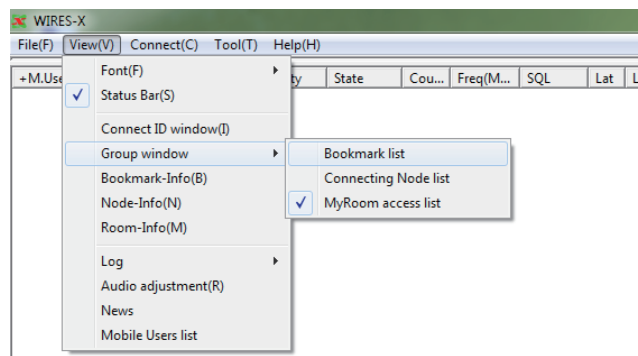 WIRES-X
File(F) View(V) Connect(C) Tool(T) Help(H)
+M.Use ty State Cou... Freq(M... SQL Lat L
Font(F)
Status Bar(S)
Connect ID window(I)
Group window
Bookmark list
Bookmark-Info(B)
Connecting Node list
Node-Info(N)
MyRoom access list
Room-Info(M)
Log
Audio adjustment(R)
News
Mobile Users list